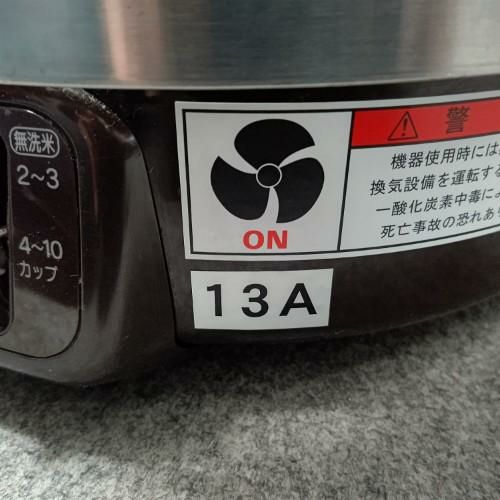 無洗米
2~3
4~10
カップ
ON
警
機器使用時には
換気設備を運転する
一酸化炭素中毒によ
死亡事故の恐れあ
13A